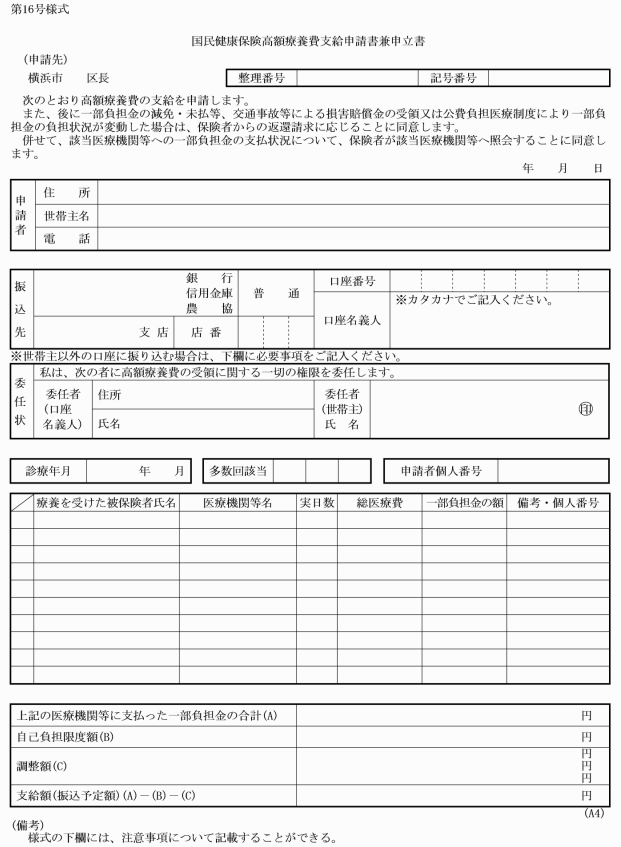 第16号様式
国民健康保険高額療養費支給申請書兼申立書
(申請先)
横浜市　　区長
整理番号
記号番号
次のとおり高額療養費の支給を申請します。
また、後に一部負担金の減免・未払等、交通事故等による損害賠償金の受領又は公費負担医療制度により一部負
担金の負担状況が変動した場合は、保険者からの返還請求に応じることに同意します。
併せて、該当医療機関等への一部負担金の支払状況について、保険者が該当医療機関等へ照会することに同意し
ます。
年　　月　　日
申請者
住　　所
世帯主名
電　　話
振込先
銀　　行
信用金庫
農　　協
普　　通
口座番号
支店
店番
口座名義人
※カタカナでご記入ください。
※世帯主以外の口座に振り込む場合は、下欄に必要事項をご記入ください。
委任状
私は、次の者に高額療養費の受領に関する一切の権限を委任します。
委任者
(口座
名義人)
住所
氏名
委任者
(世帯主)
氏　名
㊞
診療年月
年　　月
多数回該当
申請者個人番号
療養を受けた被保険者氏名
医療機関等名
実日数
総医療費
一部負担金の額
備考・個人番号
上記の医療機関等に支払った一部負担金の合計(A)
円
自己負担限度額(B)
円
調整額(C)
円
円
円
支給額(振込予定額)(A)－(B)－(C)
円
(A4)
(備考)
様式の下欄には、注意事項について記載することができる。